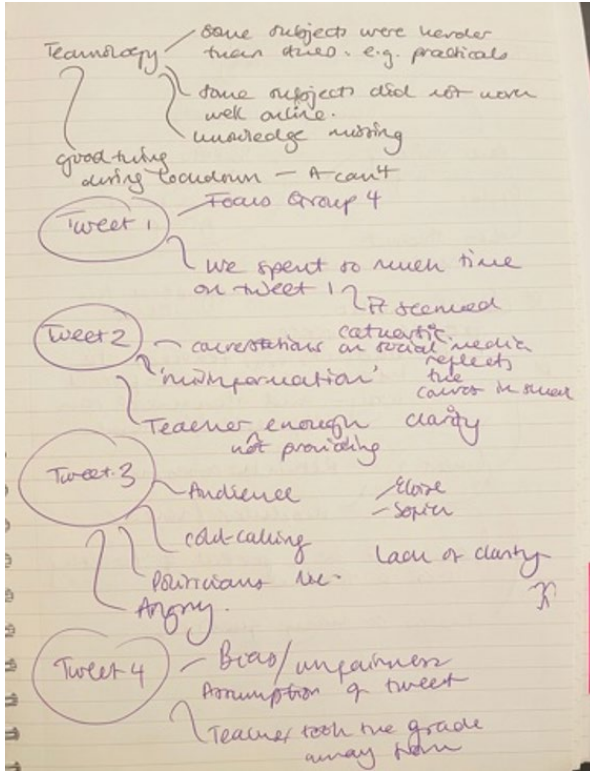 some subjects were harder
Technology
than others. e.g. practicals
some subjects did not work
well online.
knowledge missing
good thing
during lockdown — A can't
Tweet 1
Focus Group 4
We spent so much time
on tweet 1
It seemed
cathartic
Tweet 2
conversations on social media
reflects
the
'misinformation'
convos in
Teacher enough clarity
not providing
Tweet 3
Audience
Eloise
Sophie
cold-calling
Lack of clarity
Politicians lie.
Angry.
Tweet 4
Bias/unfairness
Assumption of tweet
Teacher took the grade
away from